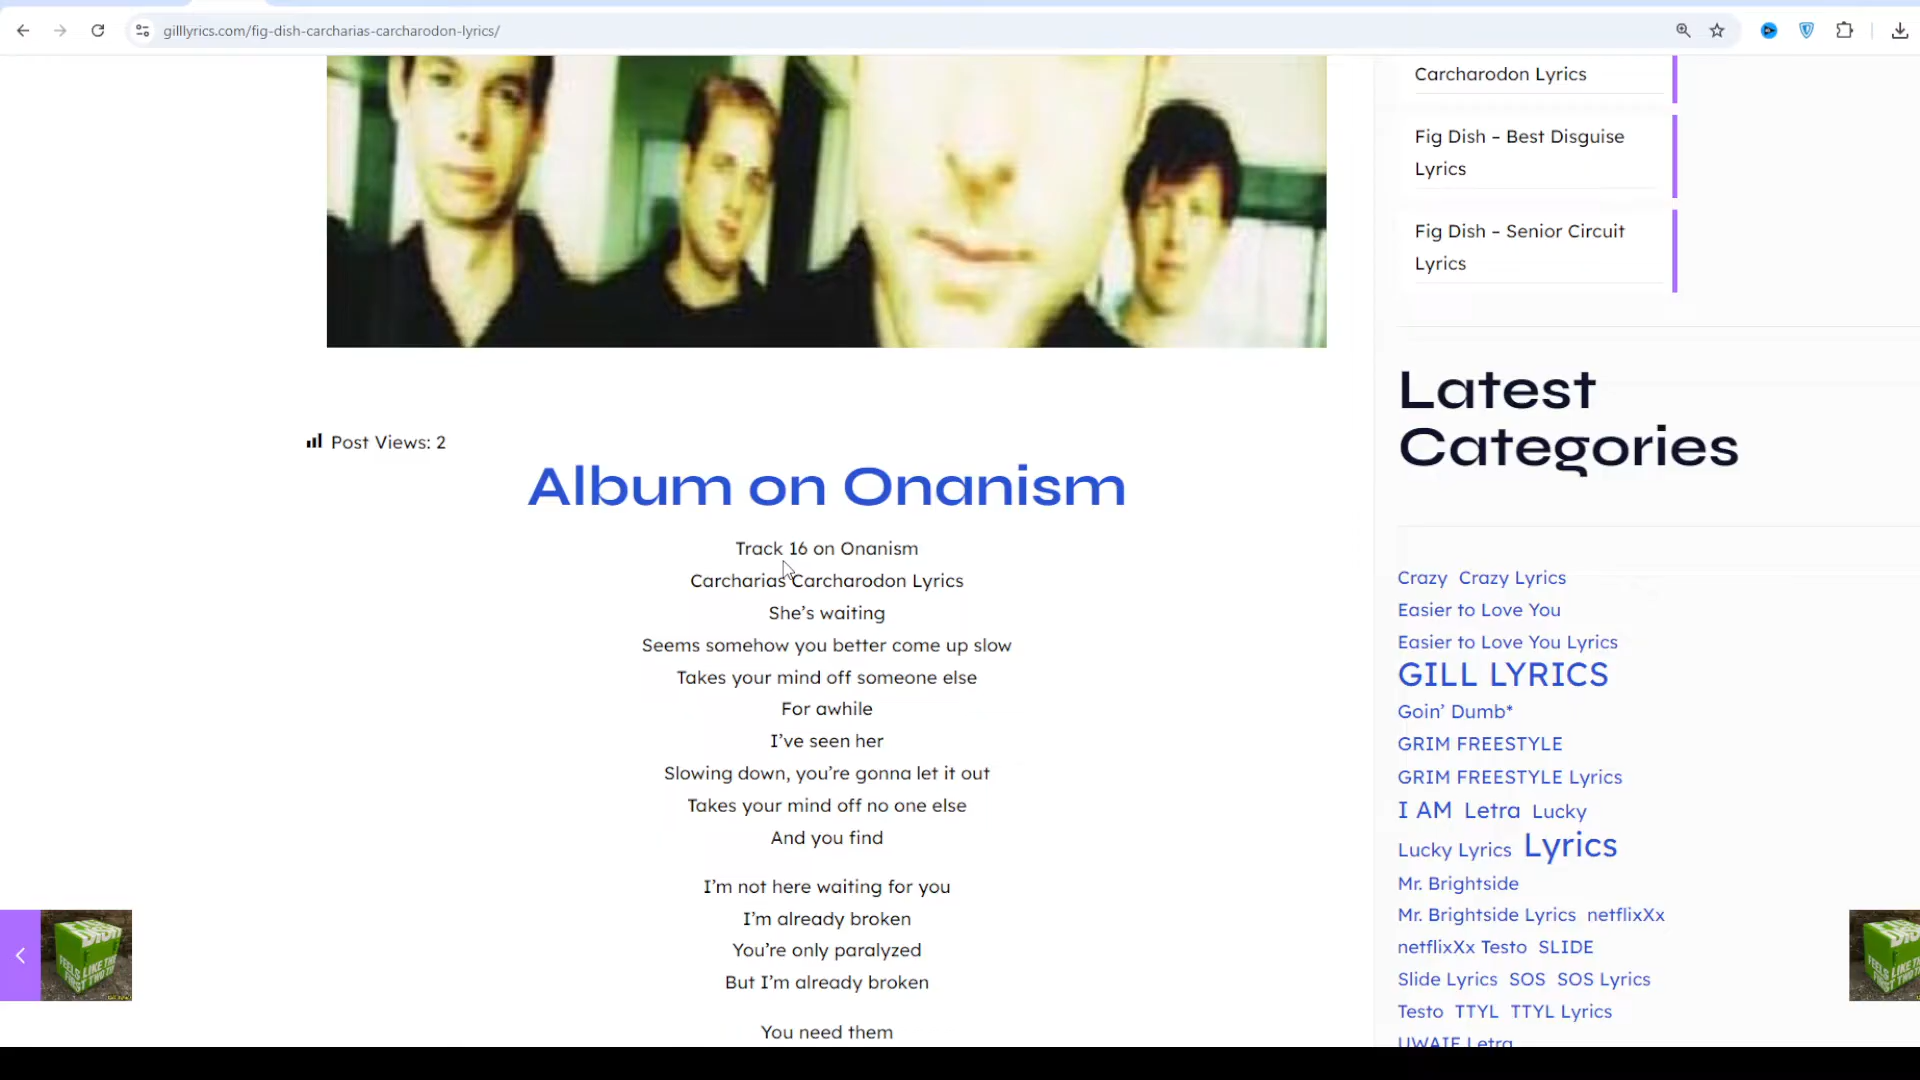 gilllyrics.com/fig-dish-carcharias-carcharodon-lyrics/
Carcharodon Lyrics
Fig Dish – Best Disguise
Lyrics
Fig Dish – Senior Circuit
Lyrics
Latest
Categories
Post Views: 2
Album on Onanism
Track 16 on Onanism
Carcharias Carcharodon Lyrics
She’s waiting
Seems somehow you better come up slow
Takes your mind off someone else
For awhile
I’ve seen her
Slowing down, you’re gonna let it out
Takes your mind off no one else
And you find
I’m not here waiting for you
I’m already broken
You’re only paralyzed
But I’m already broken
You need them
Crazy Crazy Lyrics
Easier to Love You
Easier to Love You Lyrics
GILL LYRICS
Goin’ Dumb*
GRIM FREESTYLE
GRIM FREESTYLE Lyrics
I AM Letra Lucky
Lucky Lyrics Lyrics
Mr. Brightside
Mr. Brightside Lyrics netflixXx
netflixXx Testo SLIDE
Slide Lyrics SOS SOS Lyrics
Testo TTYL TTYL Lyrics
UWAIE Letra
FEELS LIKE THE
FIRST TWO